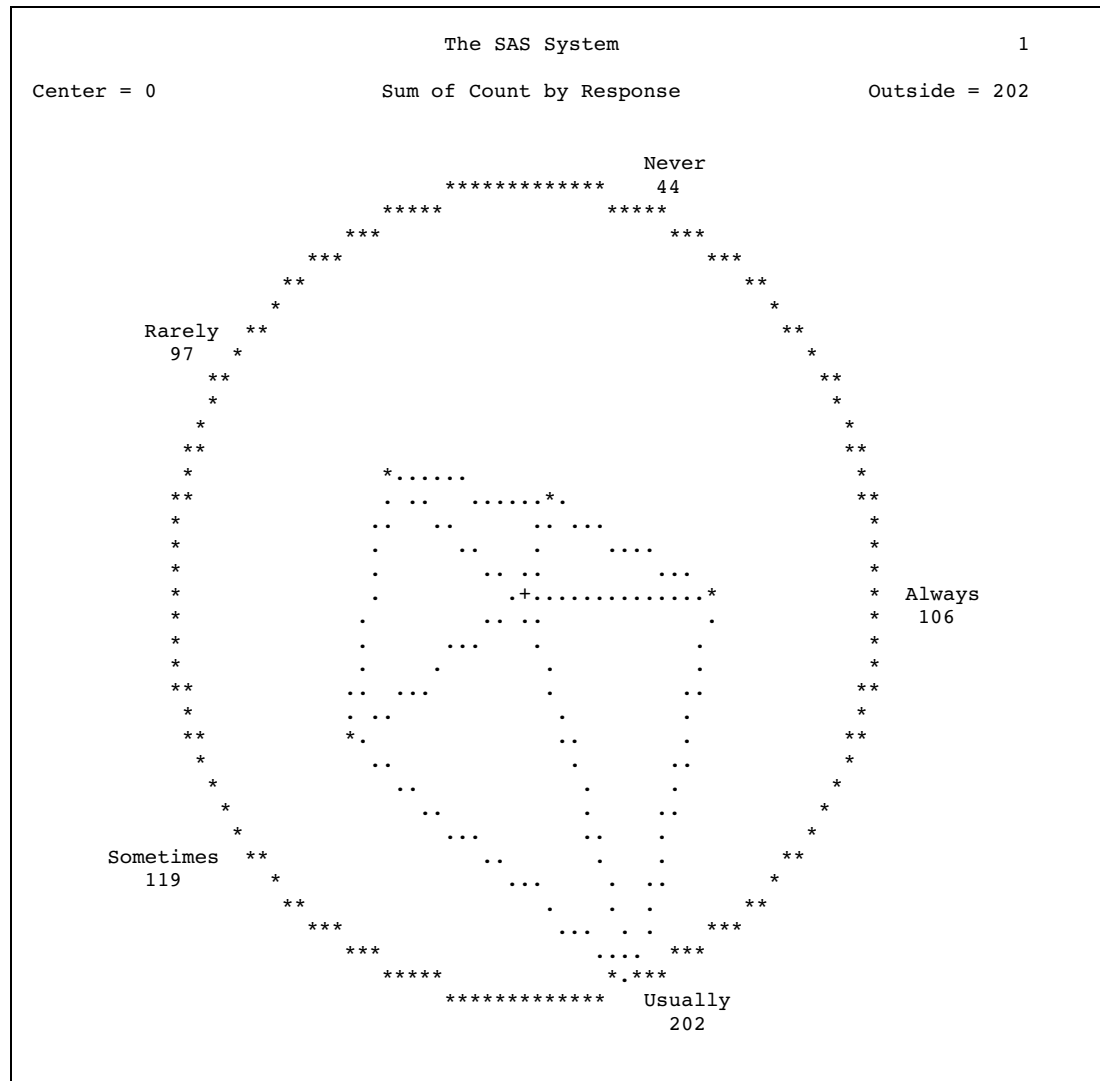 The SAS System 1
Center = 0 Sum of Count by Response Outside = 202
Never
44
Rarely
97
Always
106
Sometimes
119
Usually
202